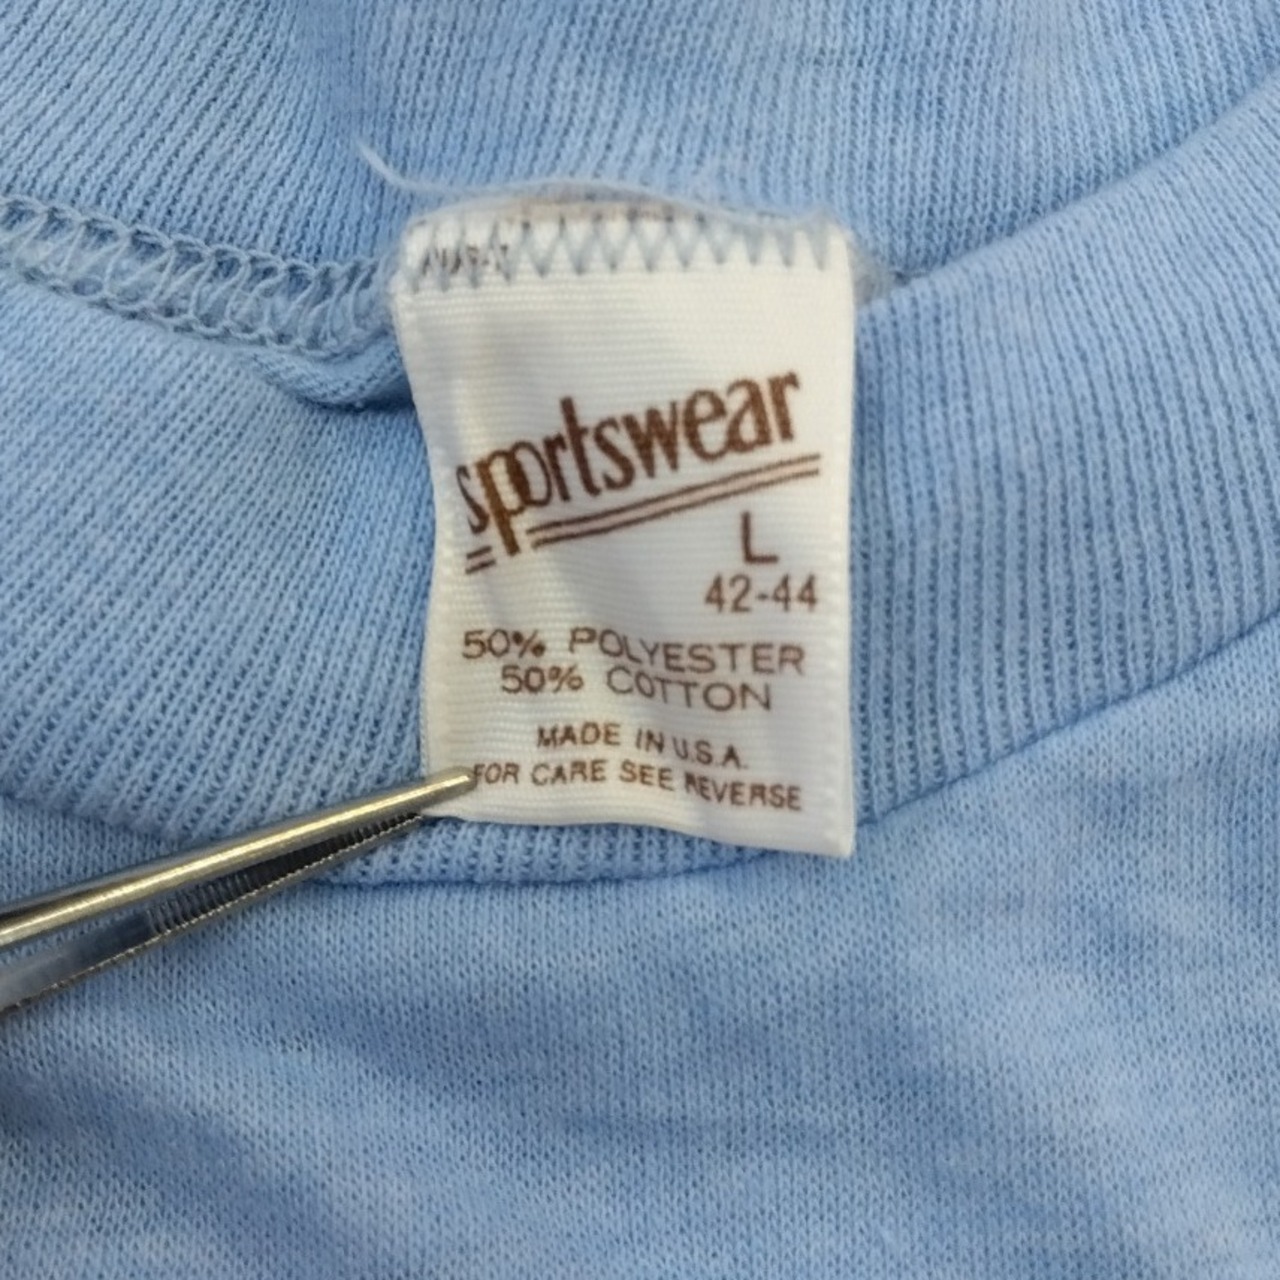 sportswear
L
42-44
50% POLYESTER
50% COTTON
MADE IN U.S.A.
FOR CARE SEE REVERSE